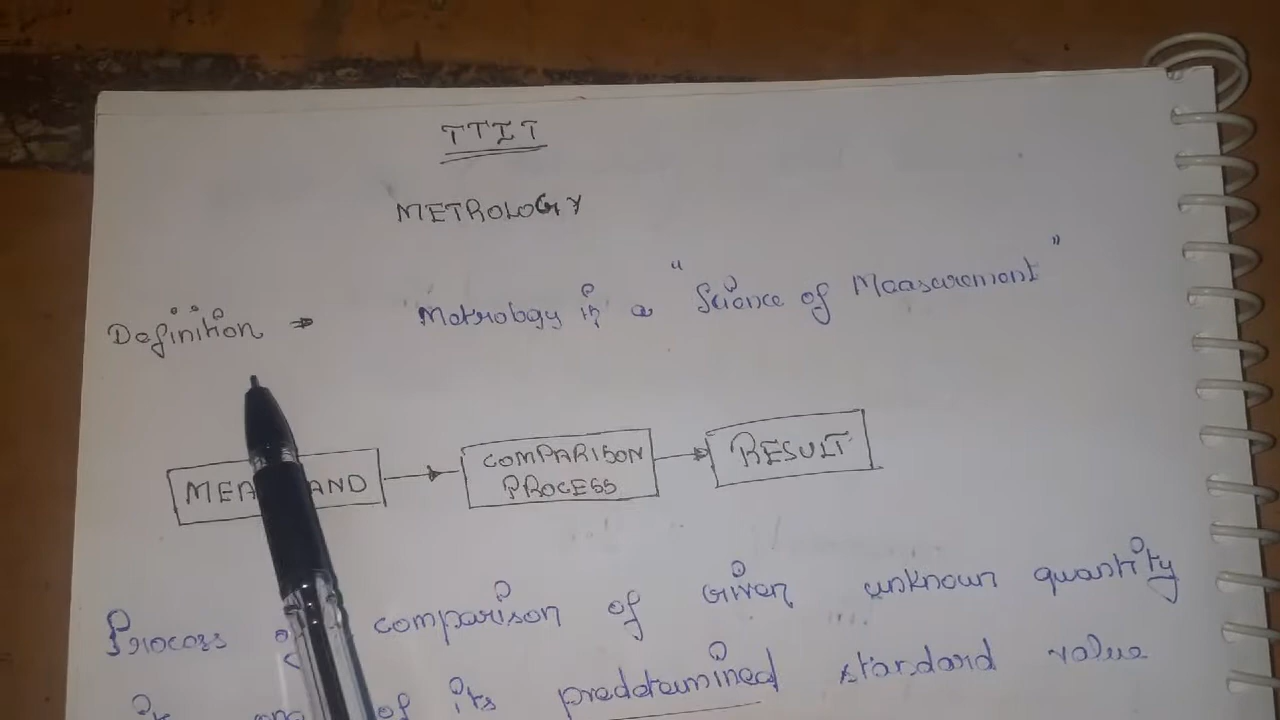 TTIT
METROLOGY
Definition ⇒ Metrology is a "Science of Measurement"
COMPARISON
PROCESS
RESULT
Process comparison of Given unknown quantity
of its predetermined standard value